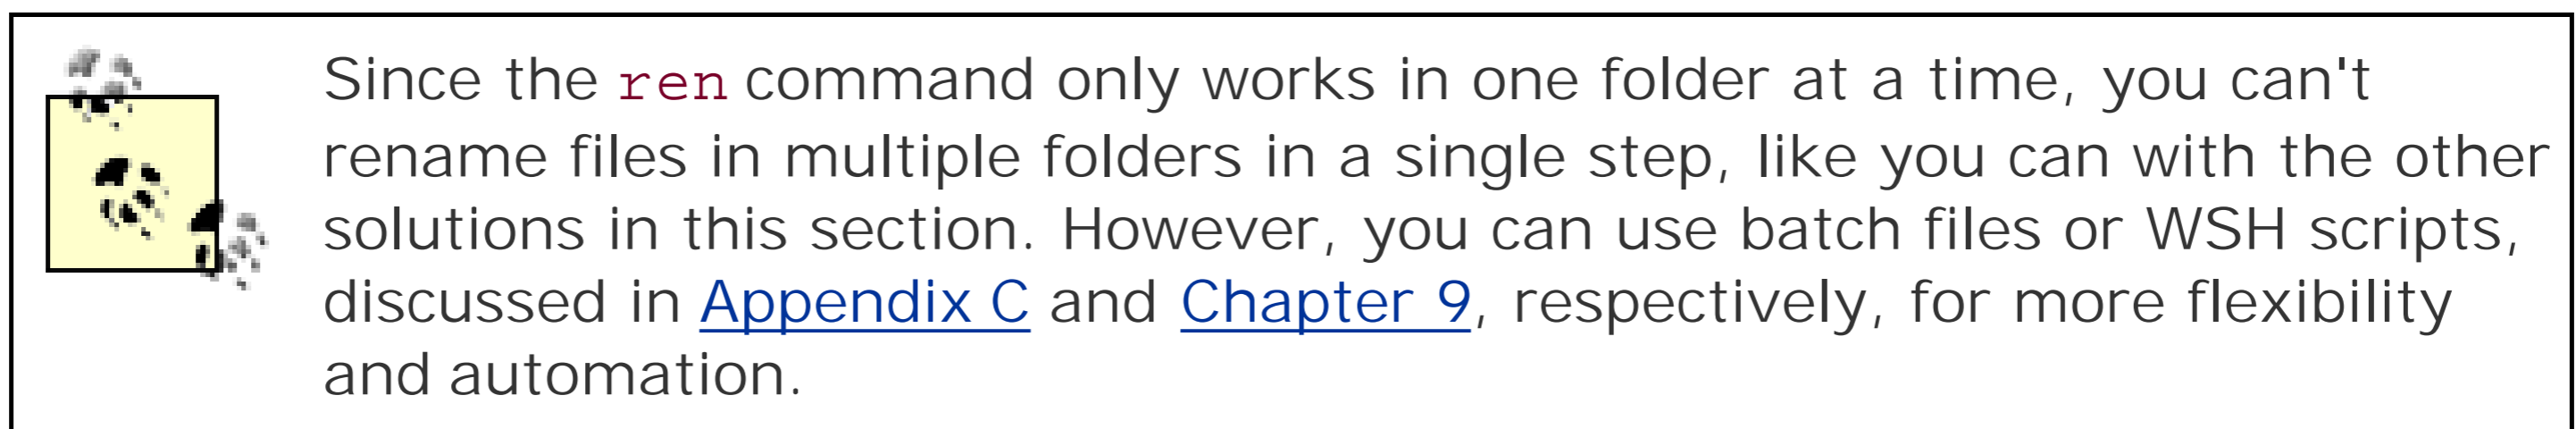 Since the ren command only works in one folder at a time, you can't
rename files in multiple folders in a single step, like you can with the other
solutions in this section. However, you can use batch files or WSH scripts,
discussed in Appendix C and Chapter 9, respectively, for more flexibility
and automation.